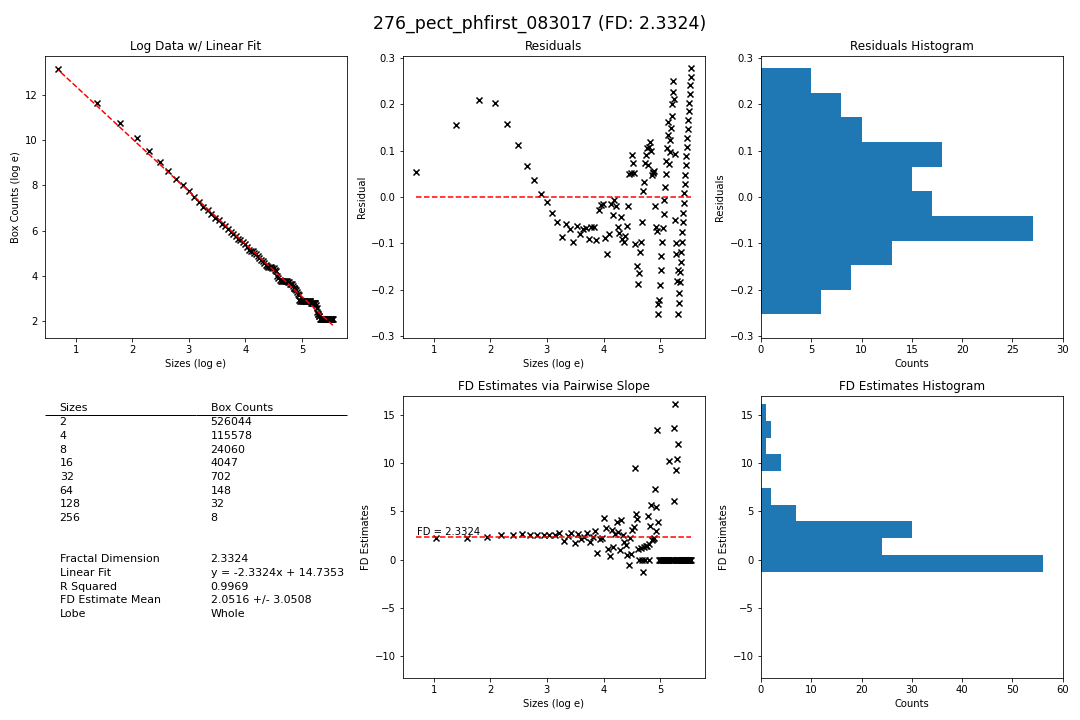 276_pect_phfirst_083017 (FD: 2.3324)
Log Data w/ Linear Fit
Box Counts (log e)
12
10
8
6
4
2
1 2 3 4 5
Sizes (log e)
Residuals
Residual
0.3
0.2
0.1
0.0
−0.1
−0.2
−0.3
1 2 3 4 5
Sizes (log e)
Residuals Histogram
Residuals
0.3
0.2
0.1
0.0
−0.1
−0.2
−0.3
0 5 10 15 20 25 30
Counts
Sizes Box Counts
2 526044
4 115578
8 24060
16 4047
32 702
64 148
128 32
256 8
Fractal Dimension 2.3324
Linear Fit y = -2.3324x + 14.7353
R Squared 0.9969
FD Estimate Mean 2.0516 +/- 3.0508
Lobe Whole
FD Estimates via Pairwise Slope
FD Estimates
15
10
5
0
−5
−10
FD = 2.3324
1 2 3 4 5
Sizes (log e)
FD Estimates Histogram
FD Estimates
15
10
5
0
−5
−10
0 10 20 30 40 50 60
Counts